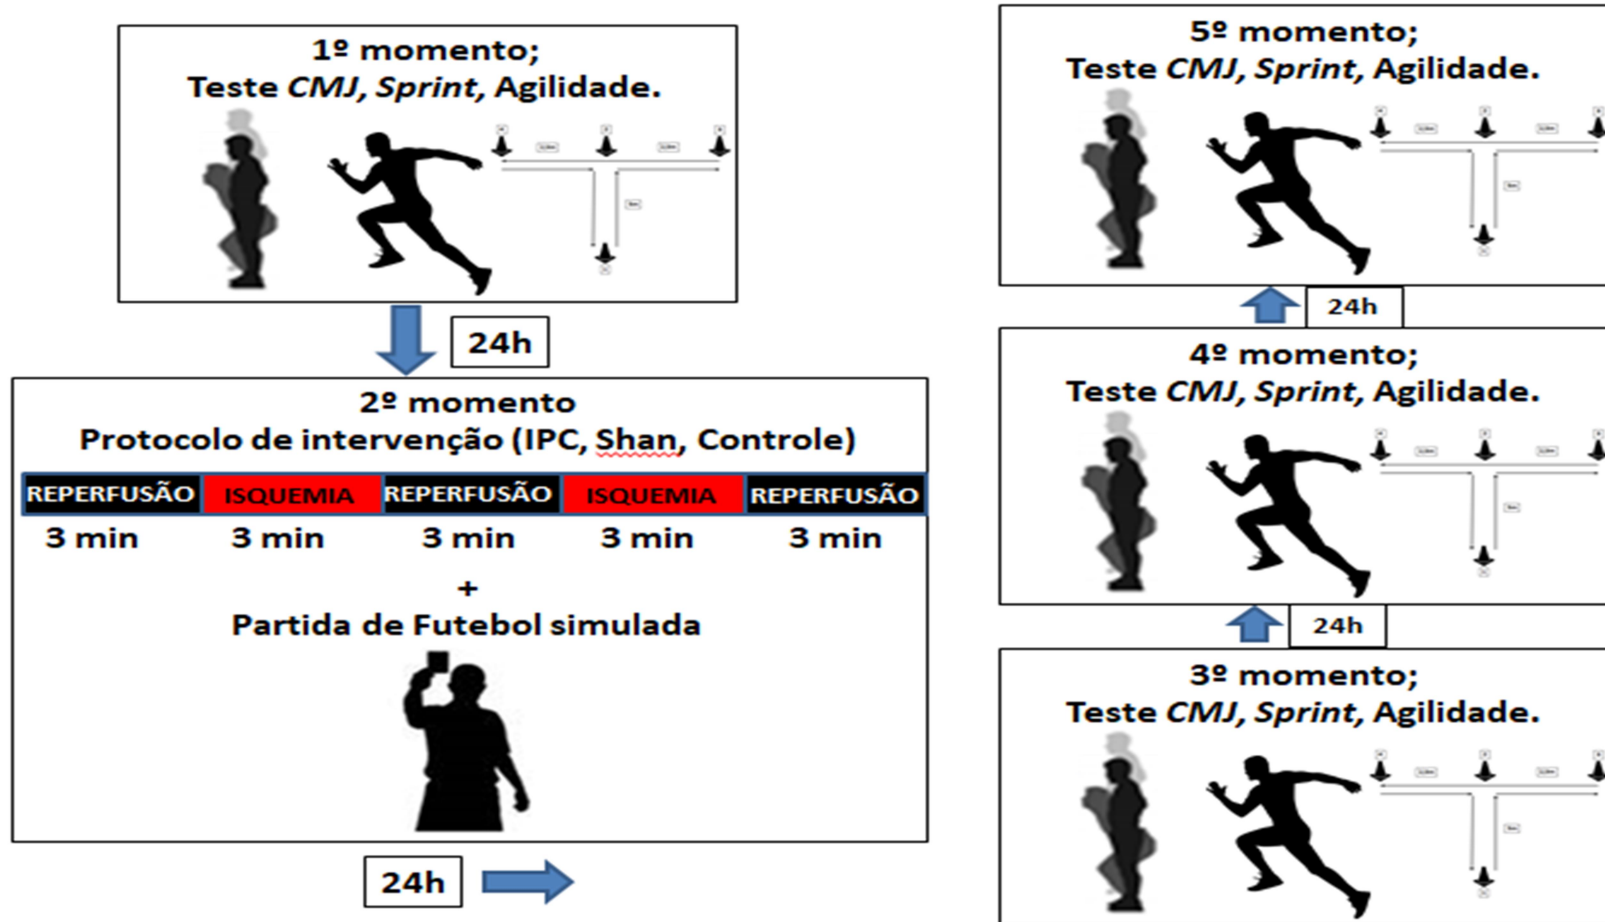 1º momento;
Teste CMJ, Sprint, Agilidade.
24h
2º momento
Protocolo de intervenção (IPC, Shan, Controle)
REPERFUSÃO ISQUEMIA REPERFUSÃO ISQUEMIA REPERFUSÃO
3 min 3 min 3 min 3 min 3 min
+
Partida de Futebol simulada
24h
3º momento;
Teste CMJ, Sprint, Agilidade.
24h
4º momento;
Teste CMJ, Sprint, Agilidade.
24h
5º momento;
Teste CMJ, Sprint, Agilidade.